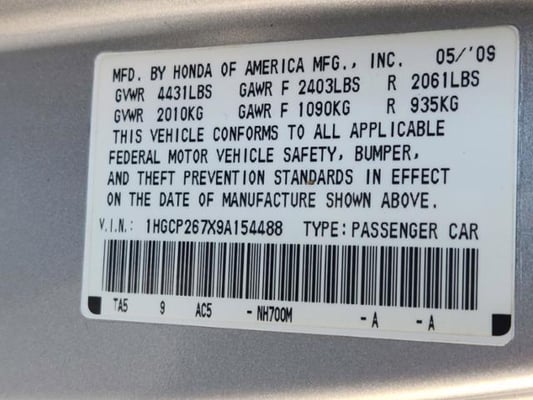 MFD. BY HONDA OF AMERICA MFG., INC. 05/'09
GVWR 4431LBS GAWR F 2403LBS R 2061LBS
GVWR 2010KG GAWR F 1090KG R 935KG
THIS VEHICLE CONFORMS TO ALL APPLICABLE
FEDERAL MOTOR VEHICLE SAFETY, BUMPER,
AND THEFT PREVENTION STANDARDS IN EFFECT
ON THE DATE OF MANUFACTURE SHOWN ABOVE.
V.I.N.: 1HGCP267X9A154488 TYPE: PASSENGER CAR
TA5 9 AC5 - NH700M - A - A